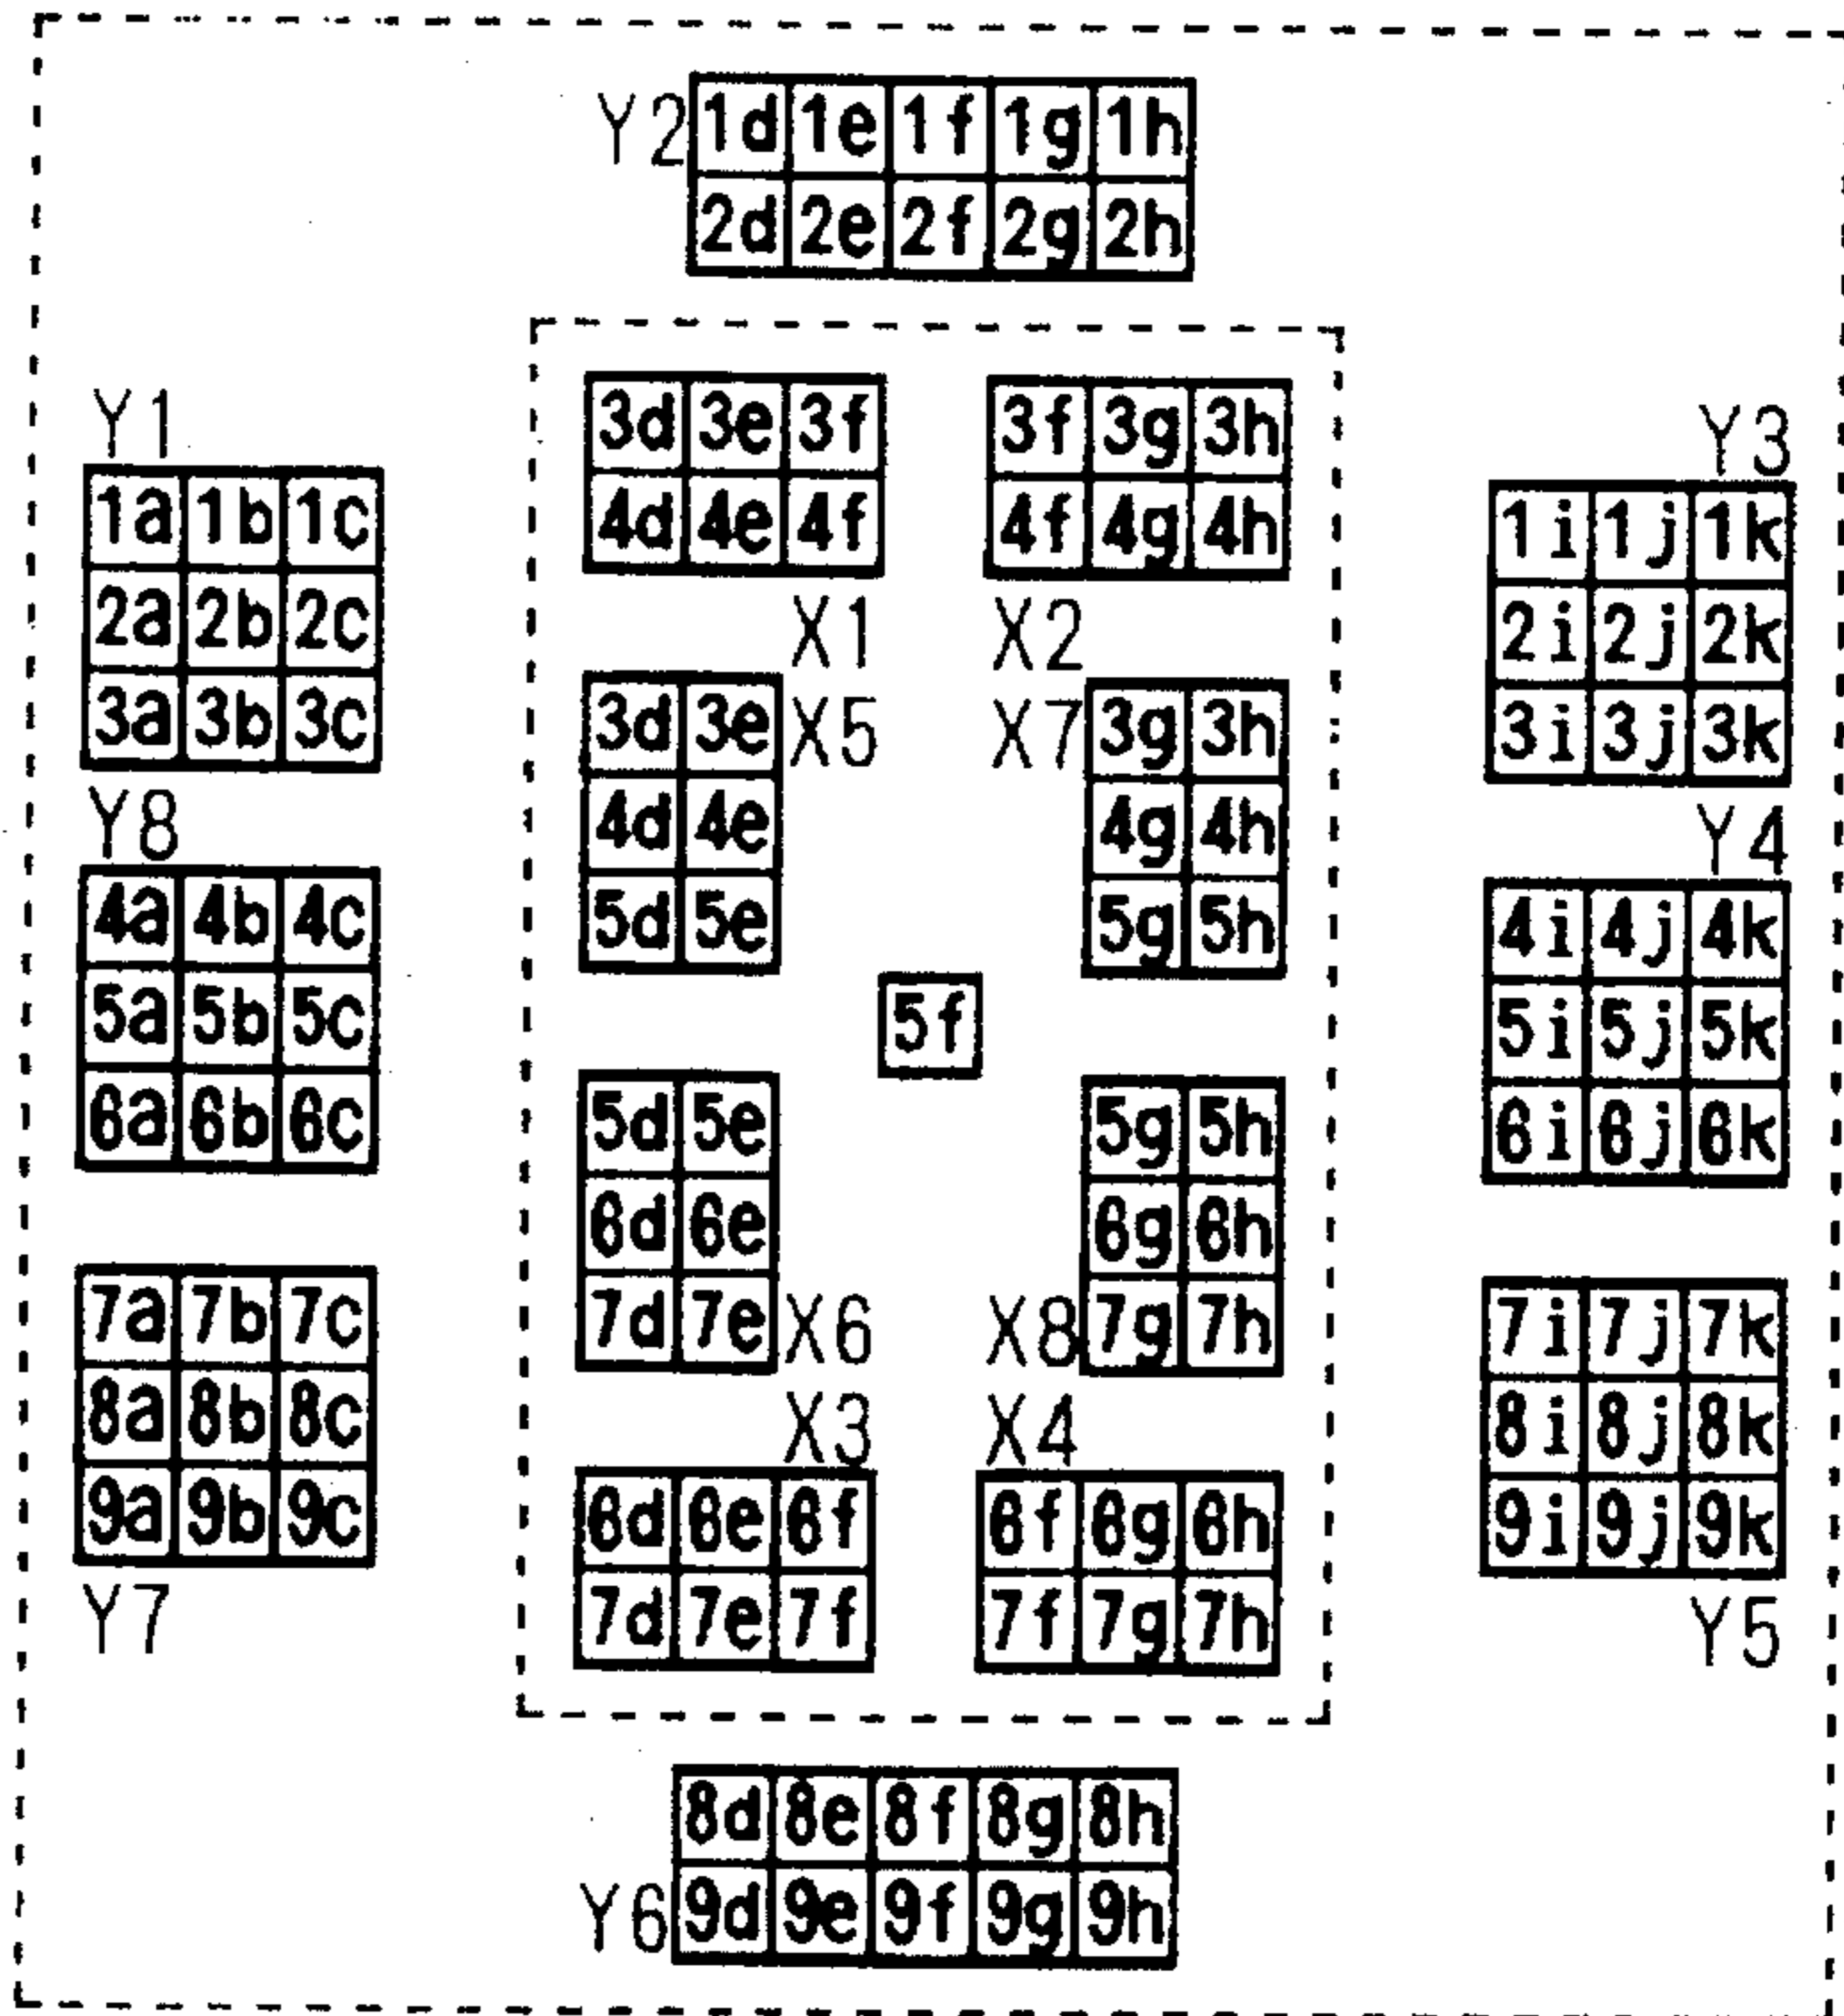 Y2
1d 1e 1f 1g 1h
2d 2e 2f 2g 2h
Y1
1a 1b 1c
2a 2b 2c
3a 3b 3c
Y8
4a 4b 4c
5a 5b 5c
6a 6b 6c
7a 7b 7c
8a 8b 8c
9a 9b 9c
Y7
3d 3e 3f
4d 4e 4f
X1
3f 3g 3h
4f 4g 4h
X2
X5
3d 3e
4d 4e
5d 5e
X7
3g 3h
4g 4h
5g 5h
5f
5d 5e
6d 6e
7d 7e
X6
5g 5h
6g 6h
7g 7h
X8
X3
6d 6e 6f
7d 7e 7f
X4
6f 6g 6h
7f 7g 7h
Y3
1i 1j 1k
2i 2j 2k
3i 3j 3k
Y4
4i 4j 4k
5i 5j 5k
6i 6j 6k
7i 7j 7k
8i 8j 8k
9i 9j 9k
Y5
8d 8e 8f 8g 8h
Y6
9d 9e 9f 9g 9h